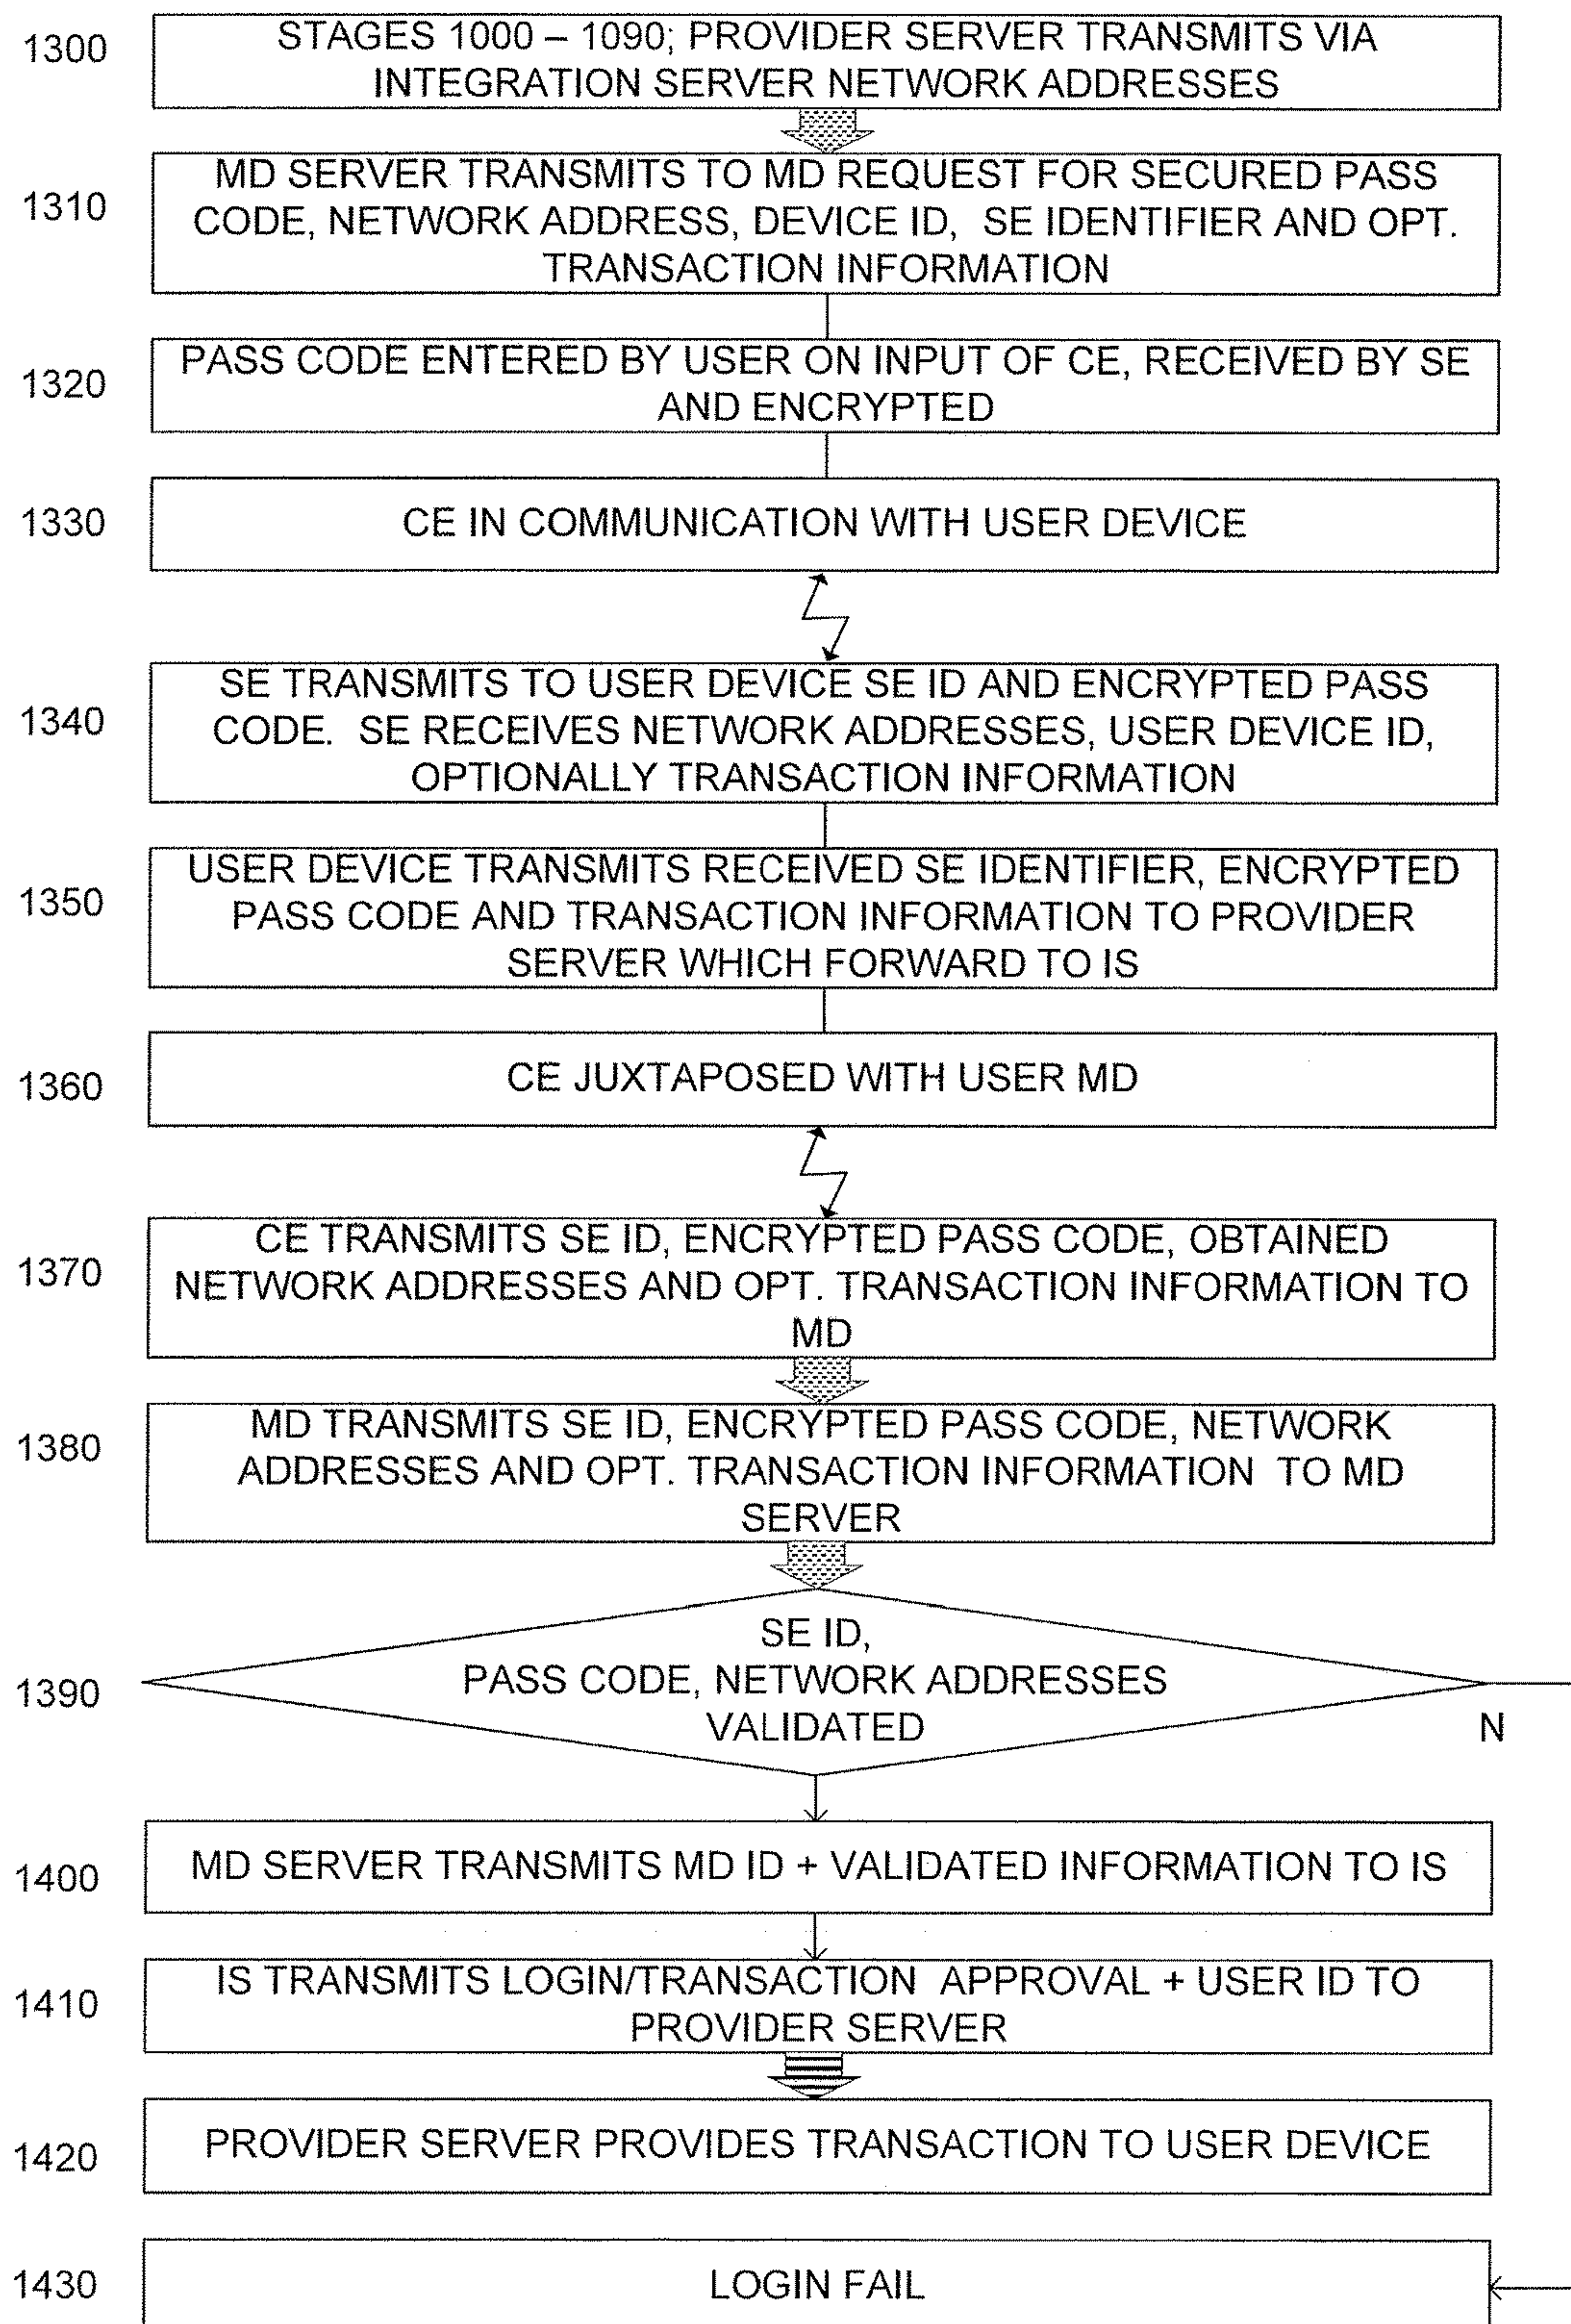 1300
STAGES 1000 – 1090; PROVIDER SERVER TRANSMITS VIA
INTEGRATION SERVER NETWORK ADDRESSES
1310
MD SERVER TRANSMITS TO MD REQUEST FOR SECURED PASS
CODE, NETWORK ADDRESS, DEVICE ID, SE IDENTIFIER AND OPT.
TRANSACTION INFORMATION
1320
PASS CODE ENTERED BY USER ON INPUT OF CE, RECEIVED BY SE
AND ENCRYPTED
1330
CE IN COMMUNICATION WITH USER DEVICE
1340
SE TRANSMITS TO USER DEVICE SE ID AND ENCRYPTED PASS
CODE. SE RECEIVES NETWORK ADDRESSES, USER DEVICE ID,
OPTIONALLY TRANSACTION INFORMATION
1350
USER DEVICE TRANSMITS RECEIVED SE IDENTIFIER, ENCRYPTED
PASS CODE AND TRANSACTION INFORMATION TO PROVIDER
SERVER WHICH FORWARD TO IS
1360
CE JUXTAPOSED WITH USER MD
1370
CE TRANSMITS SE ID, ENCRYPTED PASS CODE, OBTAINED
NETWORK ADDRESSES AND OPT. TRANSACTION INFORMATION TO
MD
1380
MD TRANSMITS SE ID, ENCRYPTED PASS CODE, NETWORK
ADDRESSES AND OPT. TRANSACTION INFORMATION TO MD
SERVER
1390
SE ID,
PASS CODE, NETWORK ADDRESSES
VALIDATED
N
1400
MD SERVER TRANSMITS MD ID + VALIDATED INFORMATION TO IS
1410
IS TRANSMITS LOGIN/TRANSACTION APPROVAL + USER ID TO
PROVIDER SERVER
1420
PROVIDER SERVER PROVIDES TRANSACTION TO USER DEVICE
1430
LOGIN FAIL